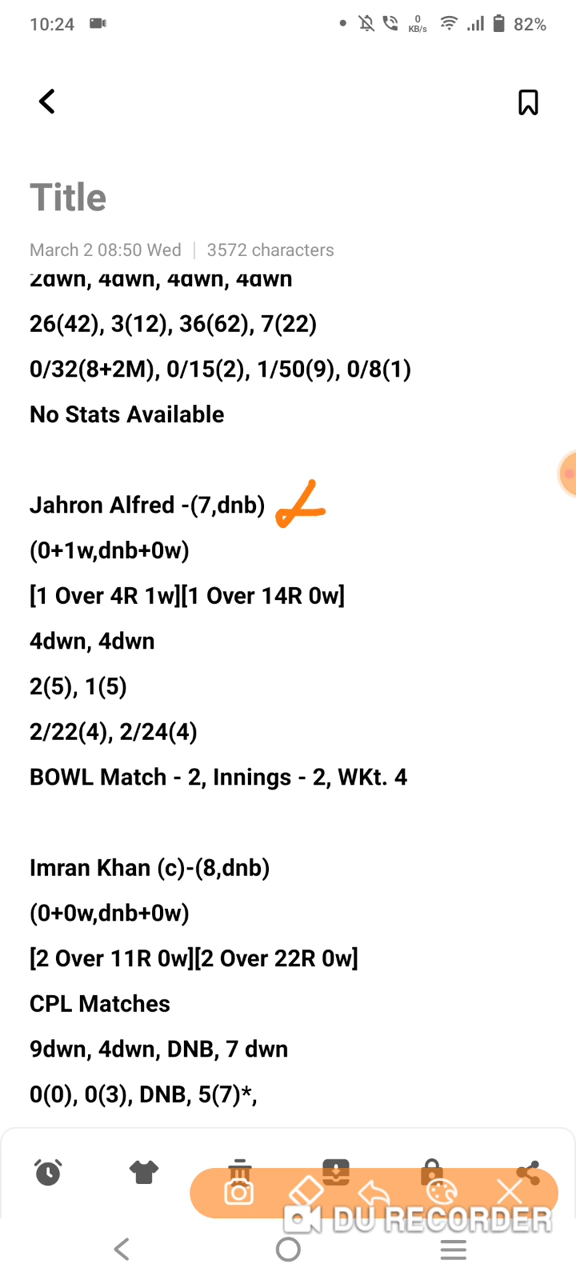 10:24
0
KB/s
82%
Title
March 2 08:50 Wed | 3572 characters
2dwn, 4dwn, 4dwn, 4dwn
26(42), 3(12), 36(62), 7(22)
0/32(8+2M), 0/15(2), 1/50(9), 0/8(1)
No Stats Available
Jahron Alfred -(7,dnb)
(0+1w,dnb+0w)
[1 Over 4R 1w][1 Over 14R 0w]
4dwn, 4dwn
2(5), 1(5)
2/22(4), 2/24(4)
BOWL Match - 2, Innings - 2, WKt. 4
Imran Khan (c)-(8,dnb)
(0+0w,dnb+0w)
[2 Over 11R 0w][2 Over 22R 0w]
CPL Matches
9dwn, 4dwn, DNB, 7 dwn
0(0), 0(3), DNB, 5(7)*,
DU RECORDER